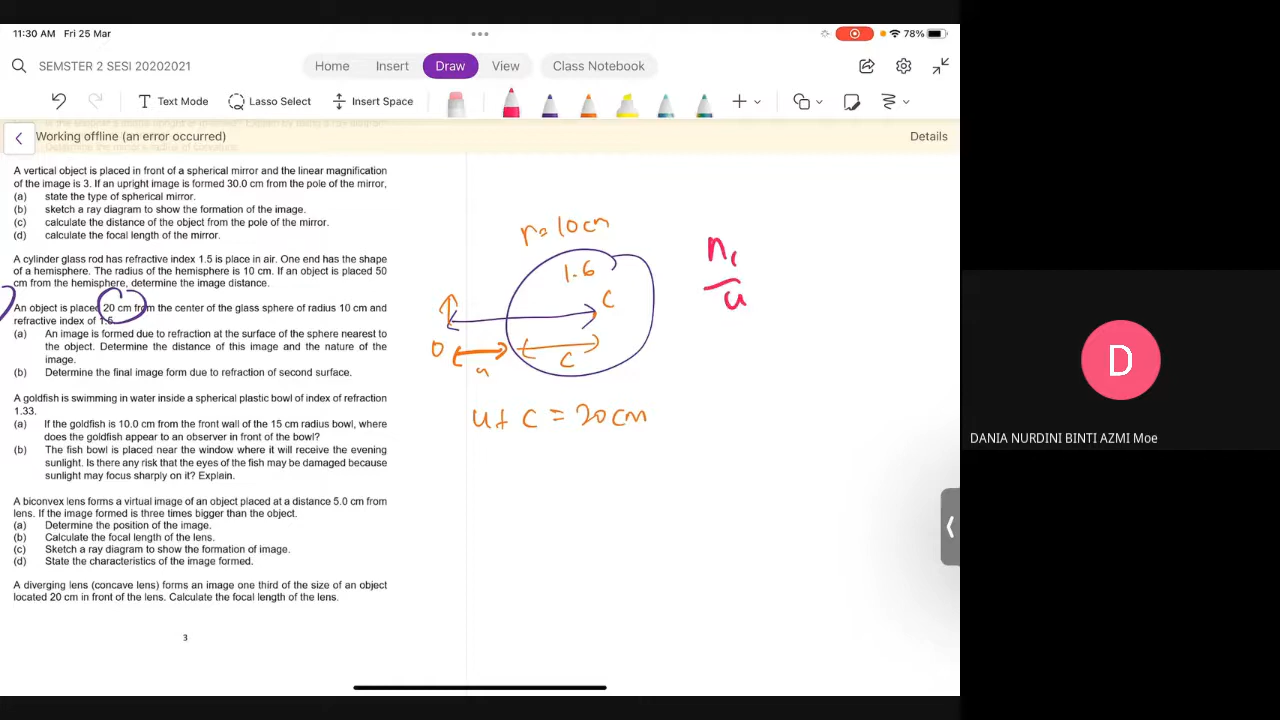 11:30 AM Fri 25 Mar
78%
SEMSTER 2 SESI 20202021
Home Insert Draw View Class Notebook
Text Mode Lasso Select Insert Space
Working offline (an error occurred)
Details
A vertical object is placed in front of a spherical mirror and the linear magnification
of the image is 3. If an upright image is formed 30.0 cm from the pole of the mirror,
(a) state the type of spherical mirror.
(b) sketch a ray diagram to show the formation of the image.
(c) calculate the distance of the object from the pole of the mirror.
(d) calculate the focal length of the mirror.
A cylinder glass rod has refractive index 1.5 is place in air. One end has the shape
of a hemisphere. The radius of the hemisphere is 10 cm. If an object is placed 50
cm from the hemisphere, determine the image distance.
An object is placed 20 cm from the center of the glass sphere of radius 10 cm and
refractive index of 1.5.
(a) An image is formed due to refraction at the surface of the sphere nearest to
the object. Determine the distance of this image and the nature of the
image.
(b) Determine the final image form due to refraction of second surface.
A goldfish is swimming in water inside a spherical plastic bowl of index of refraction
1.33.
(a) If the goldfish is 10.0 cm from the front wall of the 15 cm radius bowl, where
does the goldfish appear to an observer in front of the bowl?
(b) The fish bowl is placed near the window where it will receive the evening
sunlight. Is there any risk that the eyes of the fish may be damaged because
sunlight may focus sharply on it? Explain.
A biconvex lens forms a virtual image of an object placed at a distance 5.0 cm from
lens. If the image formed is three times bigger than the object.
(a) Determine the position of the image.
(b) Calculate the focal length of the lens.
(c) Sketch a ray diagram to show the formation of image.
(d) State the characteristics of the image formed.
A diverging lens (concave lens) forms an image one third of the size of an object
located 20 cm in front of the lens. Calculate the focal length of the lens.
3
r=10cm
1.6
C
O
u
C
u+ C = 20cm
n1
u
D
DANIA NURDINI BINTI AZMI Moe